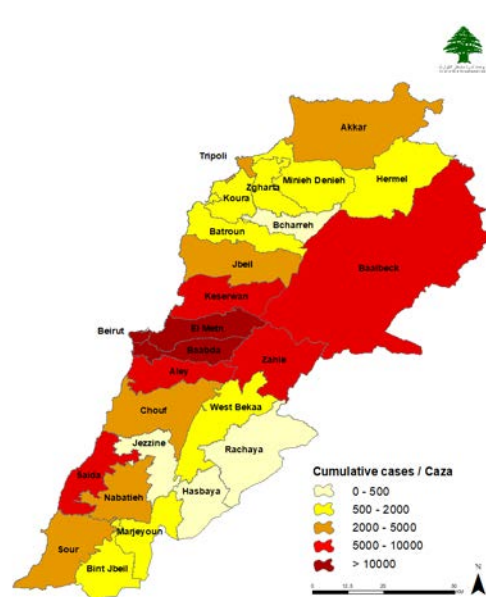 Akkar
Tripoli
Minieh Denieh
Hermel
Zgharta
Koura
Bcharreh
Batroun
Baalbeck
Jbeil
Keserwan
El Metn
Beirut
Baabda
Zahle
Aley
Chouf
West Bekaa
Jezzine
Rachaya
Saida
Hasbaya
Nabatieh
Marjeyoun
Sour
Bint Jbeil
Cumulative cases / Caza
0 - 500
500 - 2000
2000 - 5000
5000 - 10000
> 10000
N